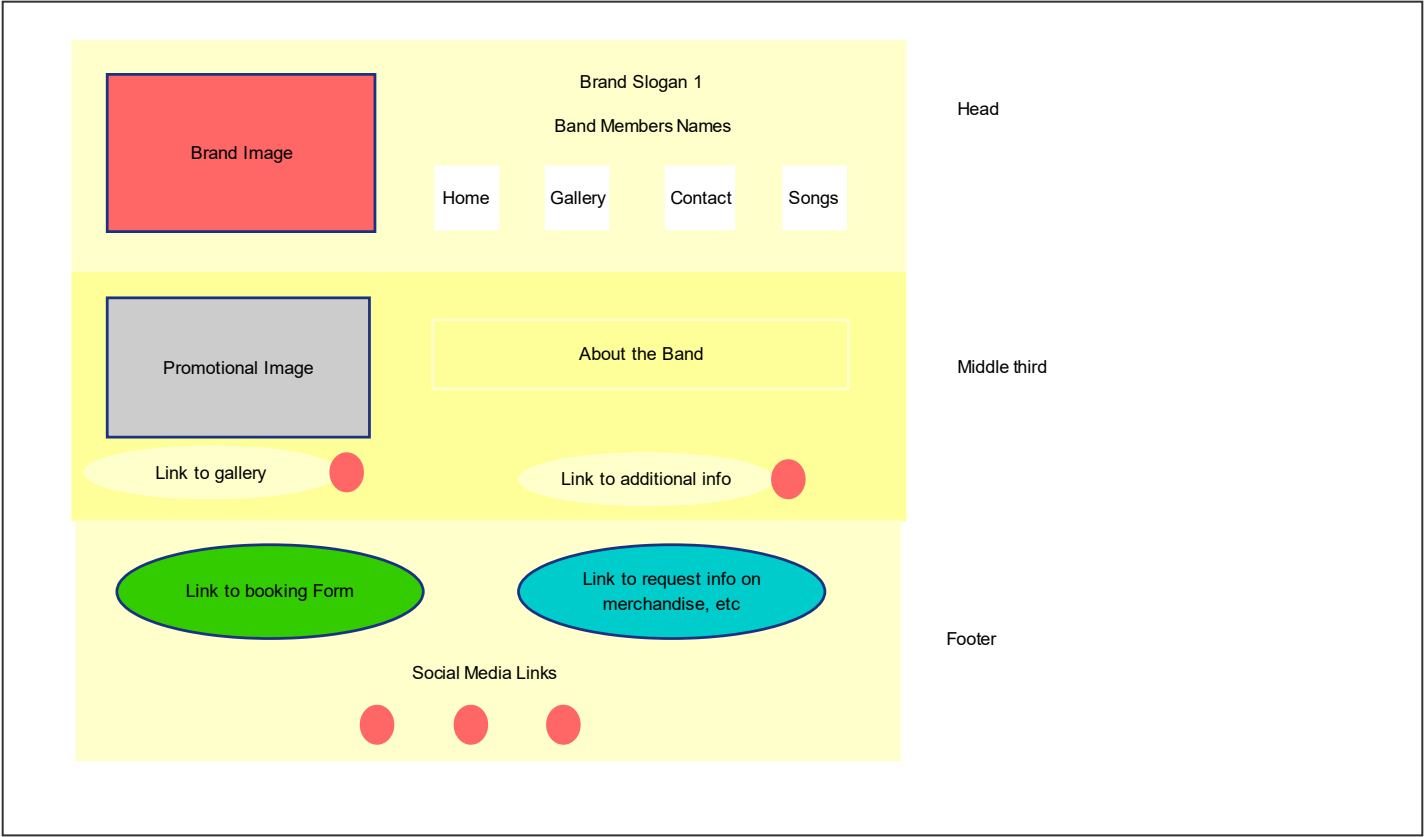 Brand Slogan 1
Head
Band Members Names
Brand Image
Home
Gallery
Contact
Songs
About the Band
Middle third
Promotional Image
Link to gallery
Link to additional info
Link to booking Form
Link to request info on
merchandise, etc
Footer
Social Media Links